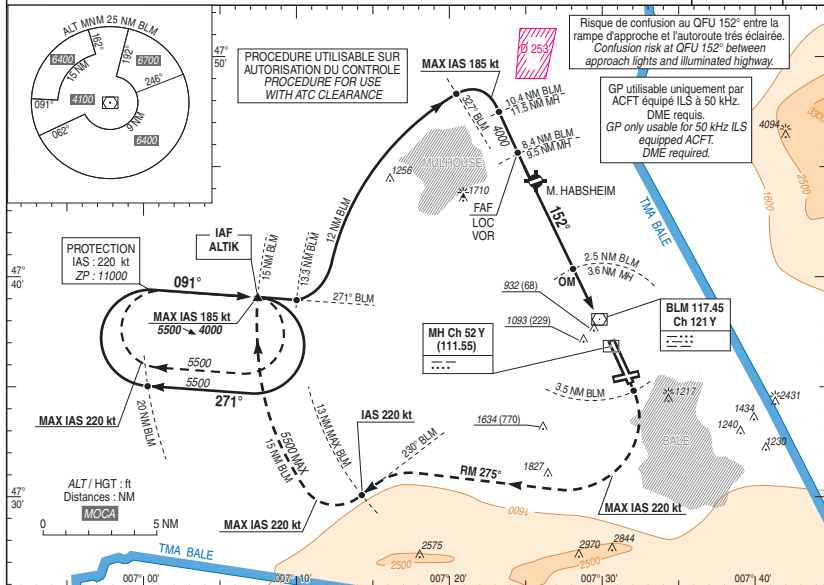 ALT MNM 25 NM BLM
162°
192°
6400
6700
15 NM
246°
091°
4100
062°
9 NM
6400
47°
50'
PROCEDURE UTILISABLE SUR
AUTORISATION DU CONTROLE
PROCEDURE FOR USE
WITH ATC CLEARANCE
MAX IAS 185 kt
D 253
Risque de confusion au QFU 152° entre la
rampe d'approche et l'autoroute trés éclairée.
Confusion risk at QFU 152° between
approach lights and illuminated highway.
GP utilisable uniquement par
ACFT équipé ILS à 50 kHz.
DME requis.
GP only usable for 50 kHz ILS
equipped ACFT.
DME required.
3300
4094
2500
1600
327° BLM
4000
10.4 NM BLM
11.5 NM MH
8.4 NM BLM
9.5 NM MH
MULHOUSE
1256
1710
M. HABSHEIM
FAF
LOC
VOR
152°
12 NM BLM
TMA BALE
PROTECTION
IAS : 220 kt
ZP : 11000
IAF
ALTIK
15 NM BLM
13.3 NM BLM
47°
40'
091°
271° BLM
MAX IAS 185 kt
5500 4000
2.5 NM BLM
3.6 NM MH
OM
932 (68)
1093 (229)
BLM 117.45
Ch 121 Y
MH Ch 52 Y
(111.55)
5500
5500
271°
MAX IAS 220 kt
20 NM BLM
3.5 NM BLM
1217
2431
1434
1240
1230
BALE
13 NM MAX BLM
IAS 220 kt
230° BLM
1634 (770)
1827
5500 MAX
15 NM BLM
RM 275°
MAX IAS 220 kt
MAX IAS 220 kt
ALT / HGT : ft
Distances : NM
MOCA
0
5 NM
47°
30'
1600
2575
2500
2970
2844
2500
TMA BALE
007° 00'
007° 10'
007° 20'
007° 30'
007° 40'